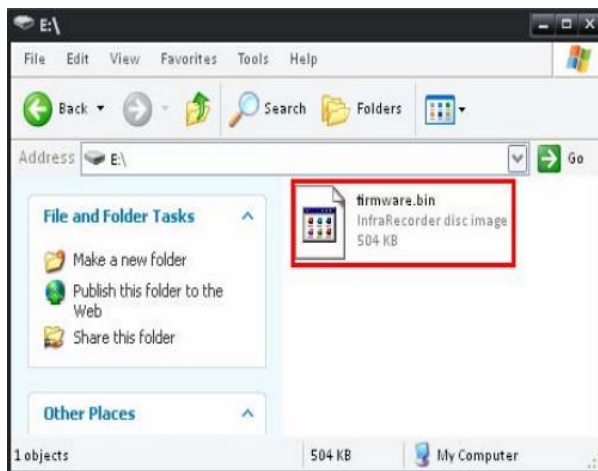 E:\
File Edit View Favorites Tools Help
Back Search Folders
Address E:\ Go
File and Folder Tasks
Make a new folder
Publish this folder to the
Web
Share this folder
Other Places
firmware.bin
InfraRecorder disc image
504 KB
1 objects 504 KB My Computer